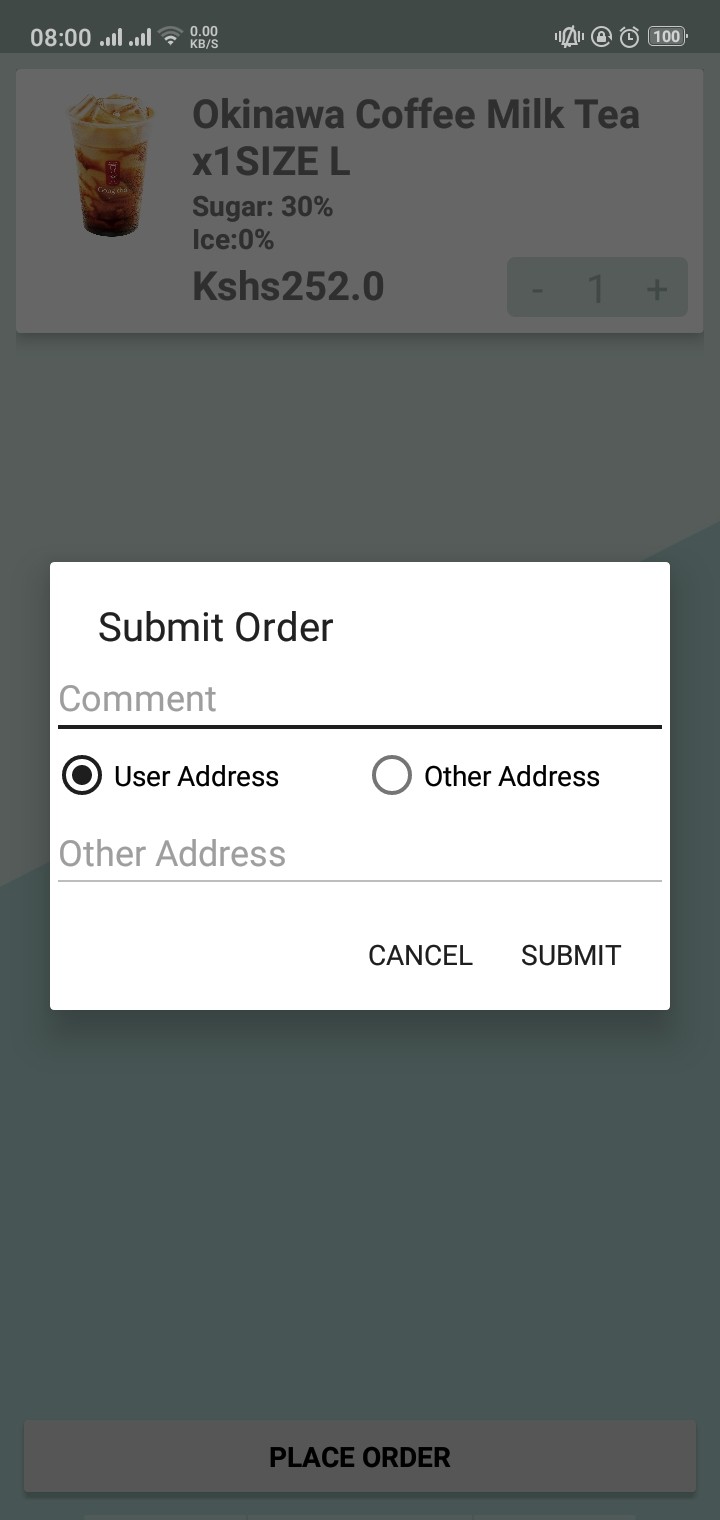 08:00 0.00 KB/S 100
Okinawa Coffee Milk Tea
x1SIZE L
Sugar: 30%
Ice:0%
Kshs252.0
- 1 +
Submit Order
Comment
User Address Other Address
Other Address
CANCEL SUBMIT
PLACE ORDER